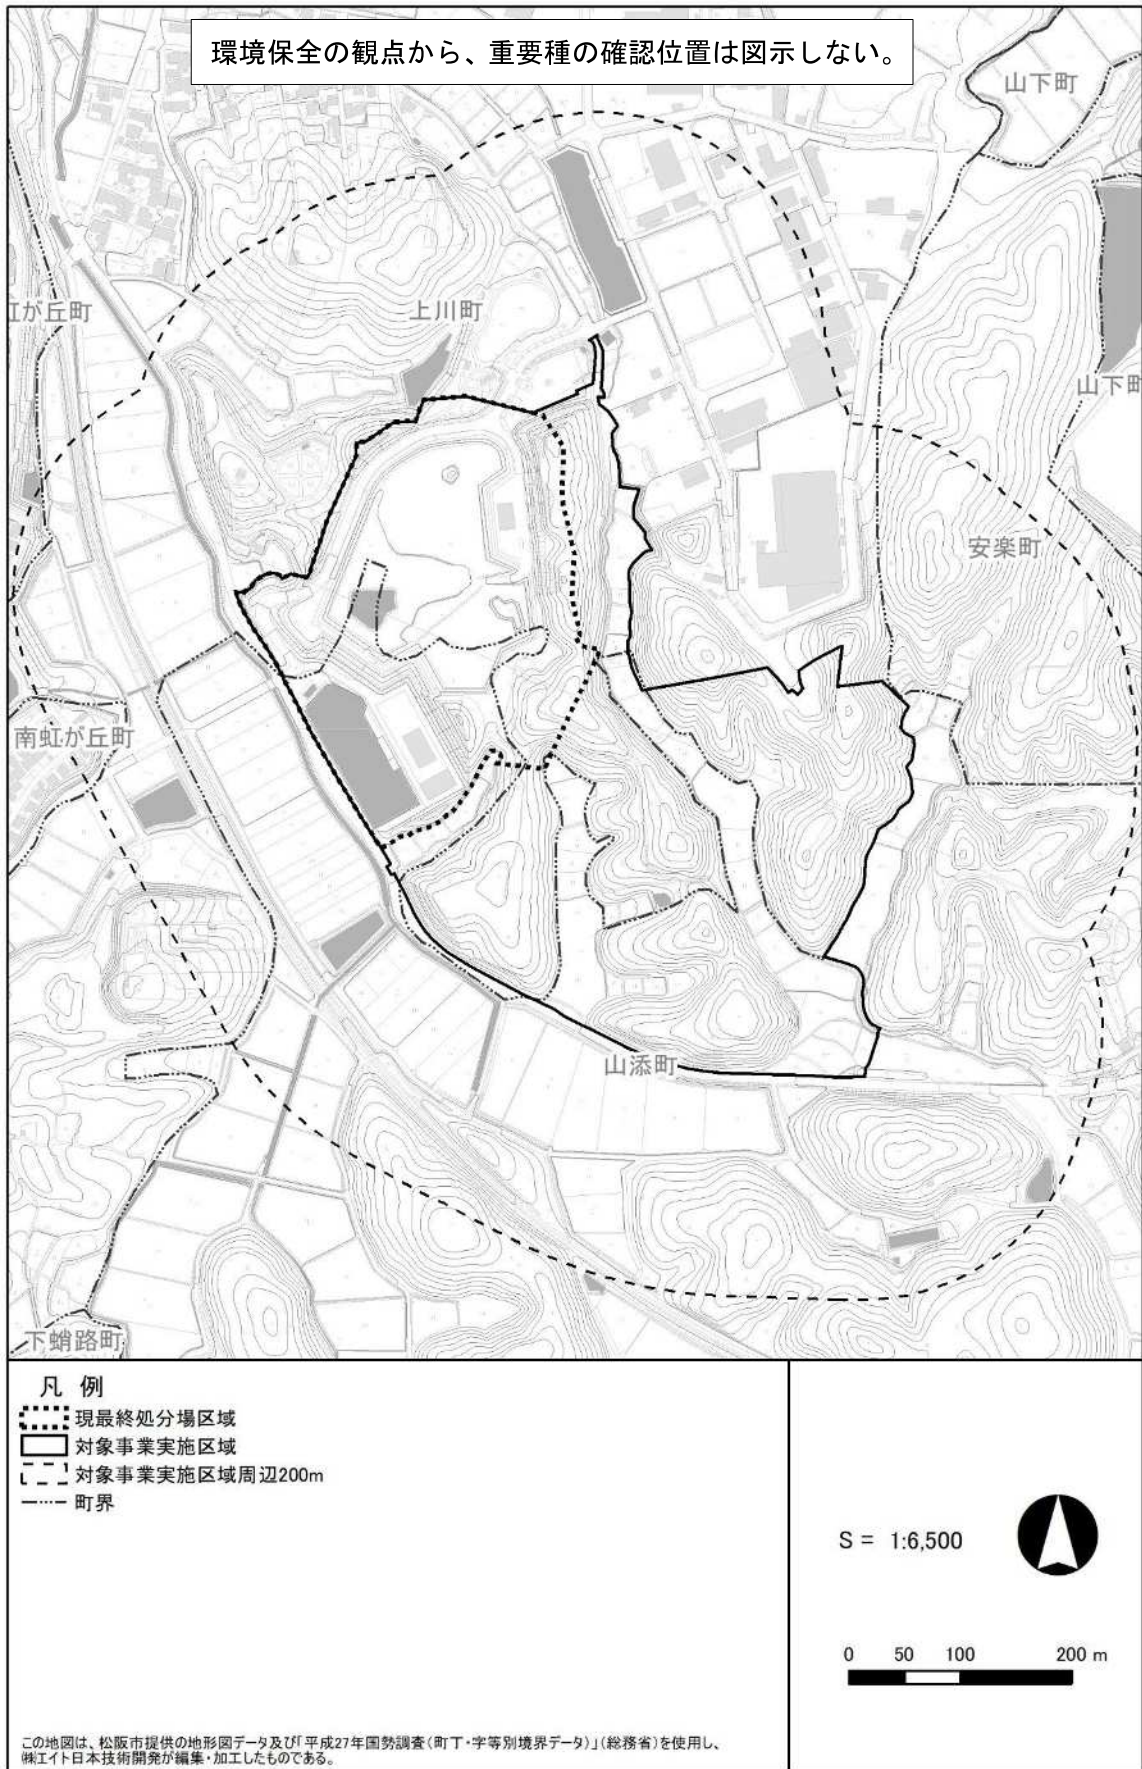 環境保全の観点から、重要種の確認位置は図示しない。
山下町
虹が丘町
上川町
山下町
安楽町
南虹が丘町
山添町
下蛸路町
凡 例
現最終処分場区域
対象事業実施区域
対象事業実施区域周辺200m
町界
S = 1:6,500
0 50 100 200 m
この地図は、松阪市提供の地形図データ及び「平成27年国勢調査(町丁・字等別境界データ)」(総務省)を使用し、
㈱エイト日本技術開発が編集・加工したものである。